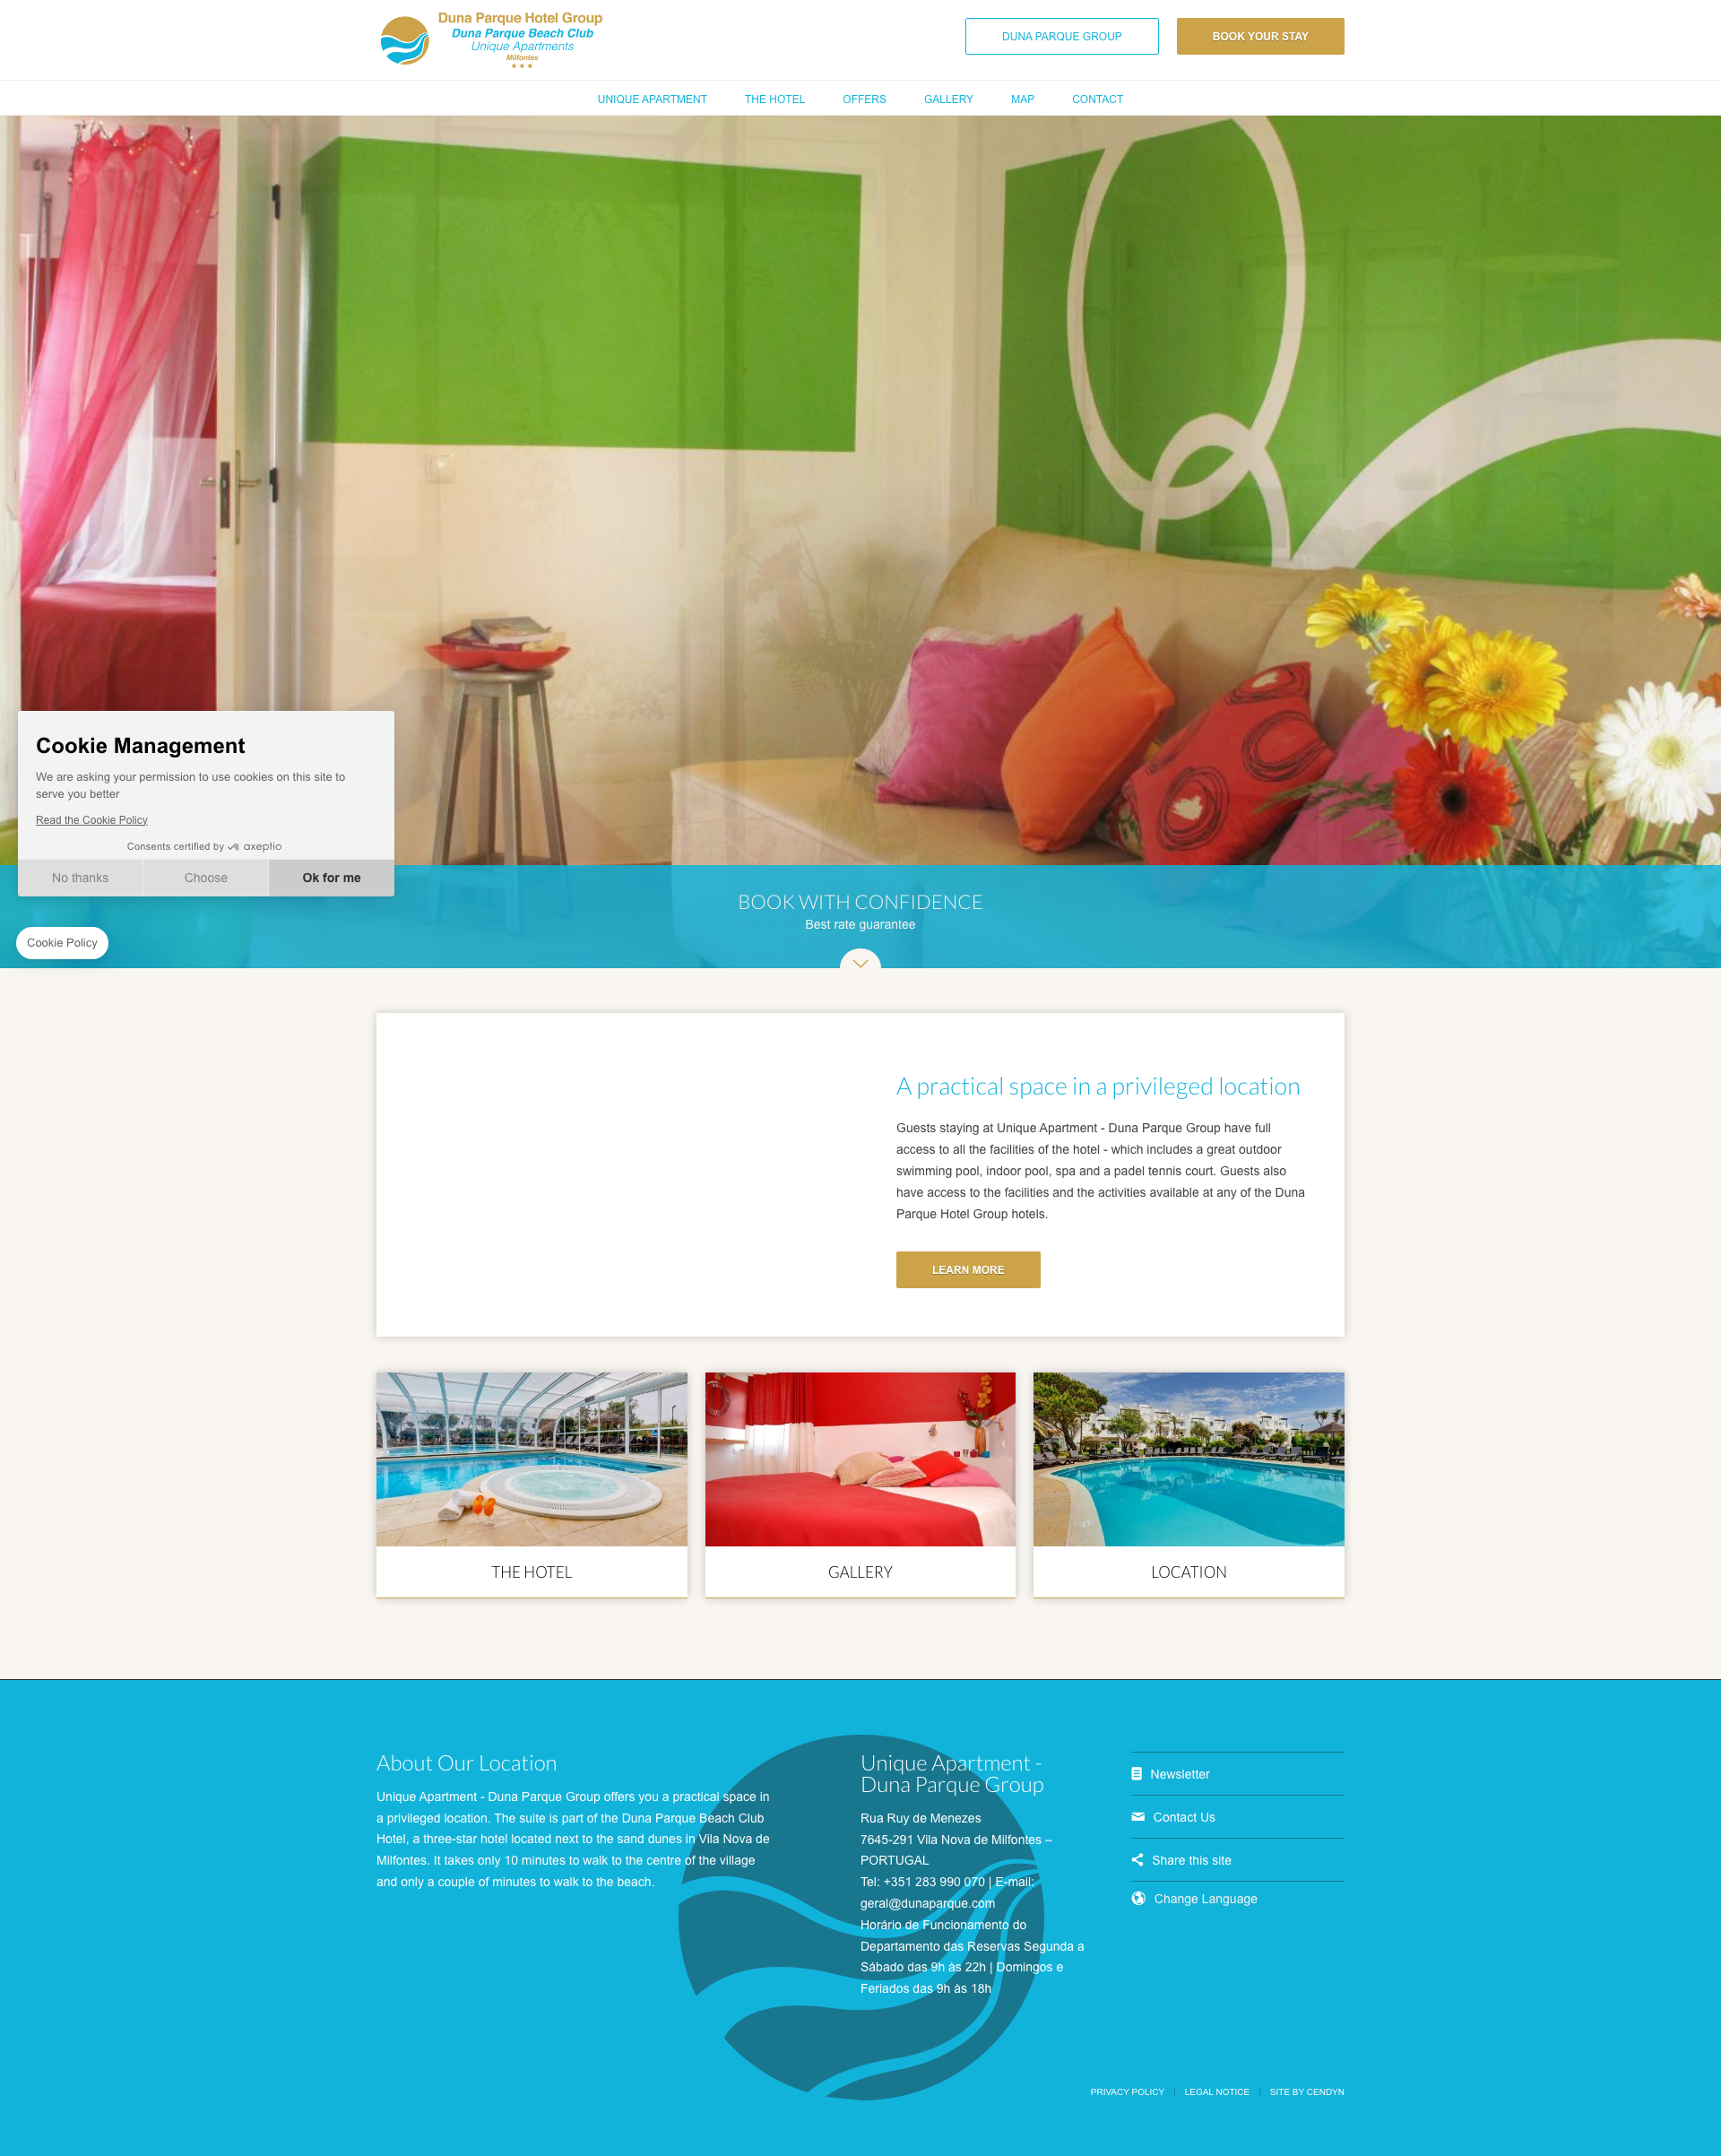 Duna Parque Hotel Group
Duna Parque Beach Club
Unique Apartments
Milfontes
DUNA PARQUE GROUP
BOOK YOUR STAY
UNIQUE APARTMENT
THE HOTEL
OFFERS
GALLERY
MAP
CONTACT
Cookie Management
We are asking your permission to use cookies on this site to
serve you better
Read the Cookie Policy
Consents certified by axeptio
No thanks
Choose
Ok for me
Cookie Policy
BOOK WITH CONFIDENCE
Best rate guarantee
A practical space in a privileged location
Guests staying at Unique Apartment - Duna Parque Group have full
access to all the facilities of the hotel - which includes a great outdoor
swimming pool, indoor pool, spa and a padel tennis court. Guests also
have access to the facilities and the activities available at any of the Duna
Parque Hotel Group hotels.
LEARN MORE
THE HOTEL
GALLERY
LOCATION
About Our Location
Unique Apartment - Duna Parque Group offers you a practical space in
a privileged location. The suite is part of the Duna Parque Beach Club
Hotel, a three-star hotel located next to the sand dunes in Vila Nova de
Milfontes. It takes only 10 minutes to walk to the centre of the village
and only a couple of minutes to walk to the beach.
Unique Apartment -
Duna Parque Group
Rua Ruy de Menezes
7645-291 Vila Nova de Milfontes –
PORTUGAL
Tel: +351 283 990 070 | E-mail:
geral@dunaparque.com
Horário de Funcionamento do
Departamento das Reservas Segunda a
Sábado das 9h às 22h | Domingos e
Feriados das 9h às 18h
Newsletter
Contact Us
Share this site
Change Language
PRIVACY POLICY | LEGAL NOTICE | SITE BY CENDYN